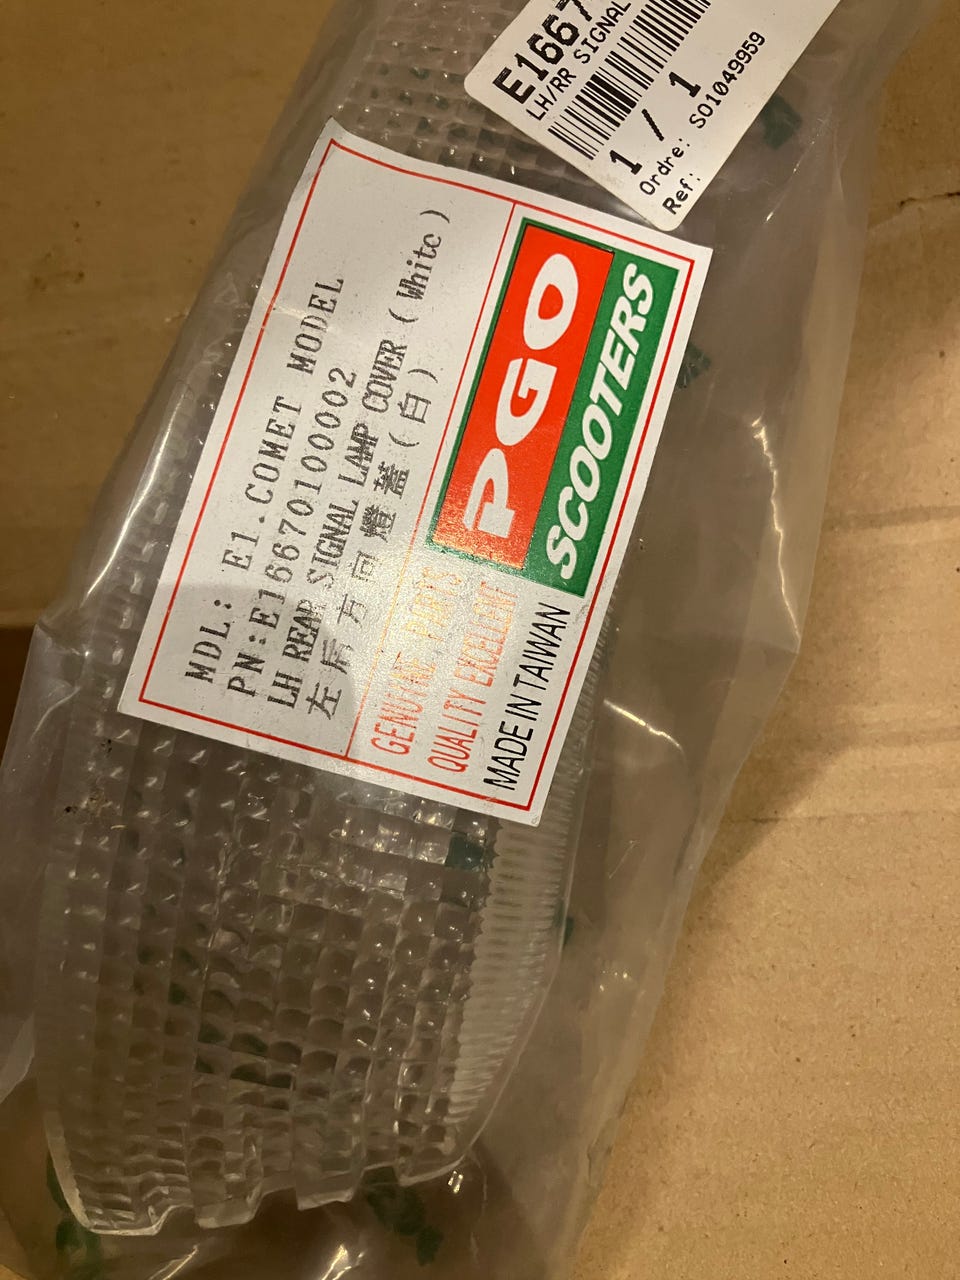 E1667
LH/RR SIGNAL
1 / 1
Ordre: SO1049959
Ref:
MDL: E1.COMET MODEL
PN:E1667010002
LH REAR SIGNAL LAMP COVER ( White )
左 后 方 向 燈 蓋 ( 白 )
PGO
SCOOTERS
GENUINE PARTS
QUALITY EXCELLENT
MADE IN TAIWAN